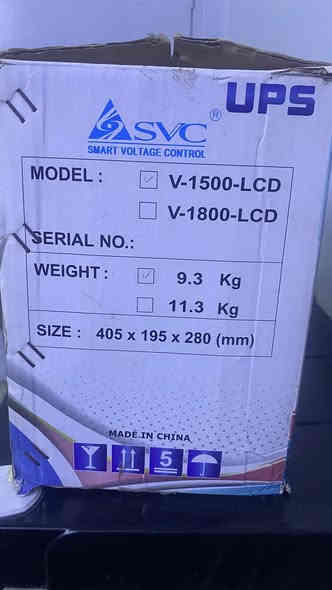 UPS
SVC®
SMART VOLTAGE CONTROL
MODEL : ☑ V-1500-LCD
☐ V-1800-LCD
SERIAL NO.:
WEIGHT : ☑ 9.3 Kg
☐ 11.3 Kg
SIZE : 405 x 195 x 280 (mm)
MADE IN CHINA
5